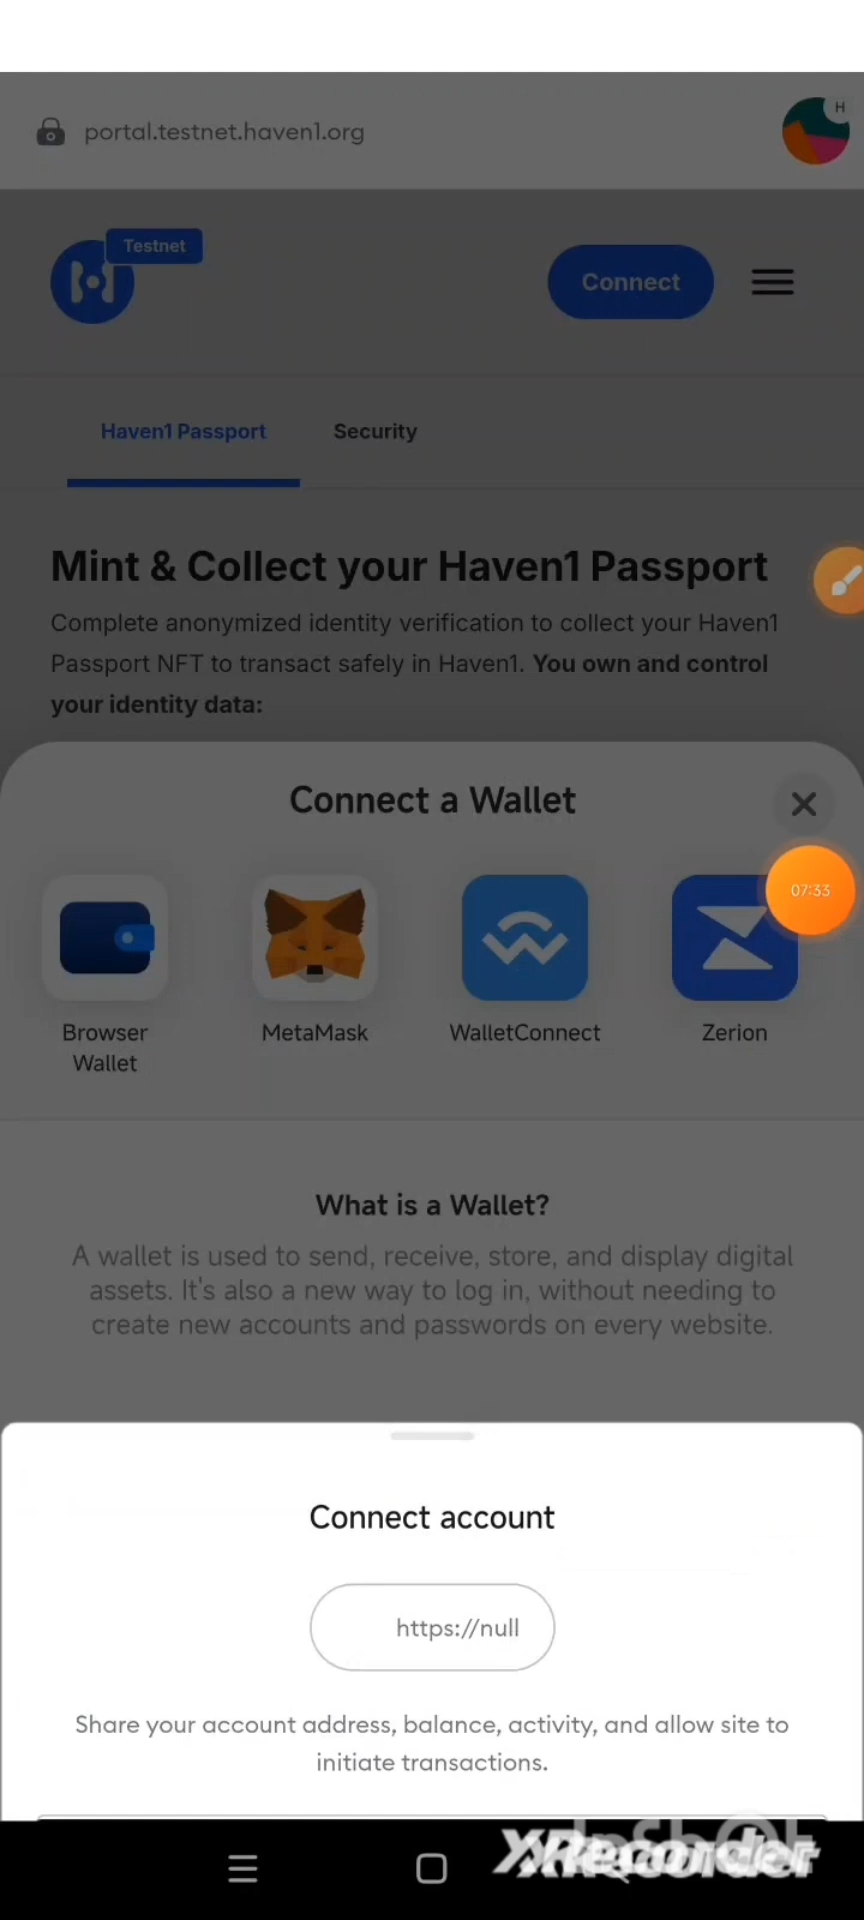 portal.testnet.haven1.org
H
Testnet
Connect
Haven1 Passport
Security
Mint & Collect your Haven1 Passport
Complete anonymized identity verification to collect your Haven1
Passport NFT to transact safely in Haven1. You own and control
your identity data:
Connect a Wallet
07:33
Browser
Wallet
MetaMask
WalletConnect
Zerion
What is a Wallet?
A wallet is used to send, receive, store, and display digital
assets. It's also a new way to log in, without needing to
create new accounts and passwords on every website.
Connect account
https://null
Share your account address, balance, activity, and allow site to
initiate transactions.
XRecorder
InShot